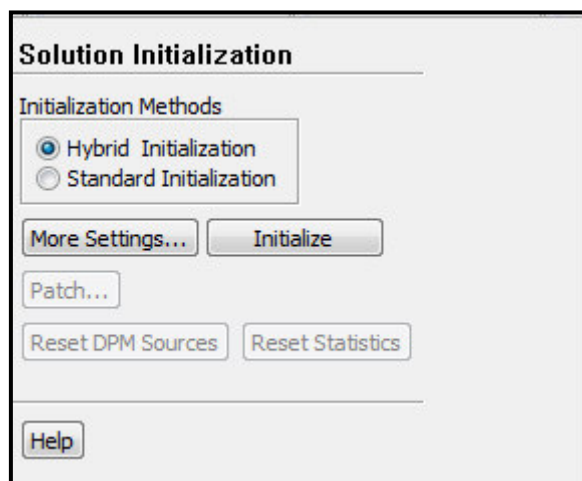 Solution Initialization
Initialization Methods
Hybrid Initialization
Standard Initialization
More Settings... Initialize
Patch...
Reset DPM Sources Reset Statistics
Help